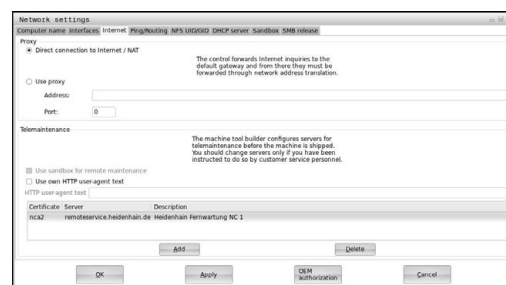 Network settings
Computer name Interfaces Internet Ping/Routing NFS UID/GID DHCP server Sandbox SMB release
Proxy
Direct connection to Internet / NAT
The control forwards Internet inquiries to the
default gateway and from there they must be
forwarded through network address translation.
Use proxy
Address:
Port: 0
Telemaintenance
The machine tool builder configures servers for
telemaintenance before the machine is shipped.
You should change servers only if you have been
instructed to do so by customer service personnel.
Use sandbox for remote maintenance
Use own HTTP user-agent text
HTTP user-agent text
Certificate Server Description
nca2 remoteservice.heidenhain.de Heidenhain Fernwartung NC 1
Add Delete
OK Apply OEM authorization Cancel